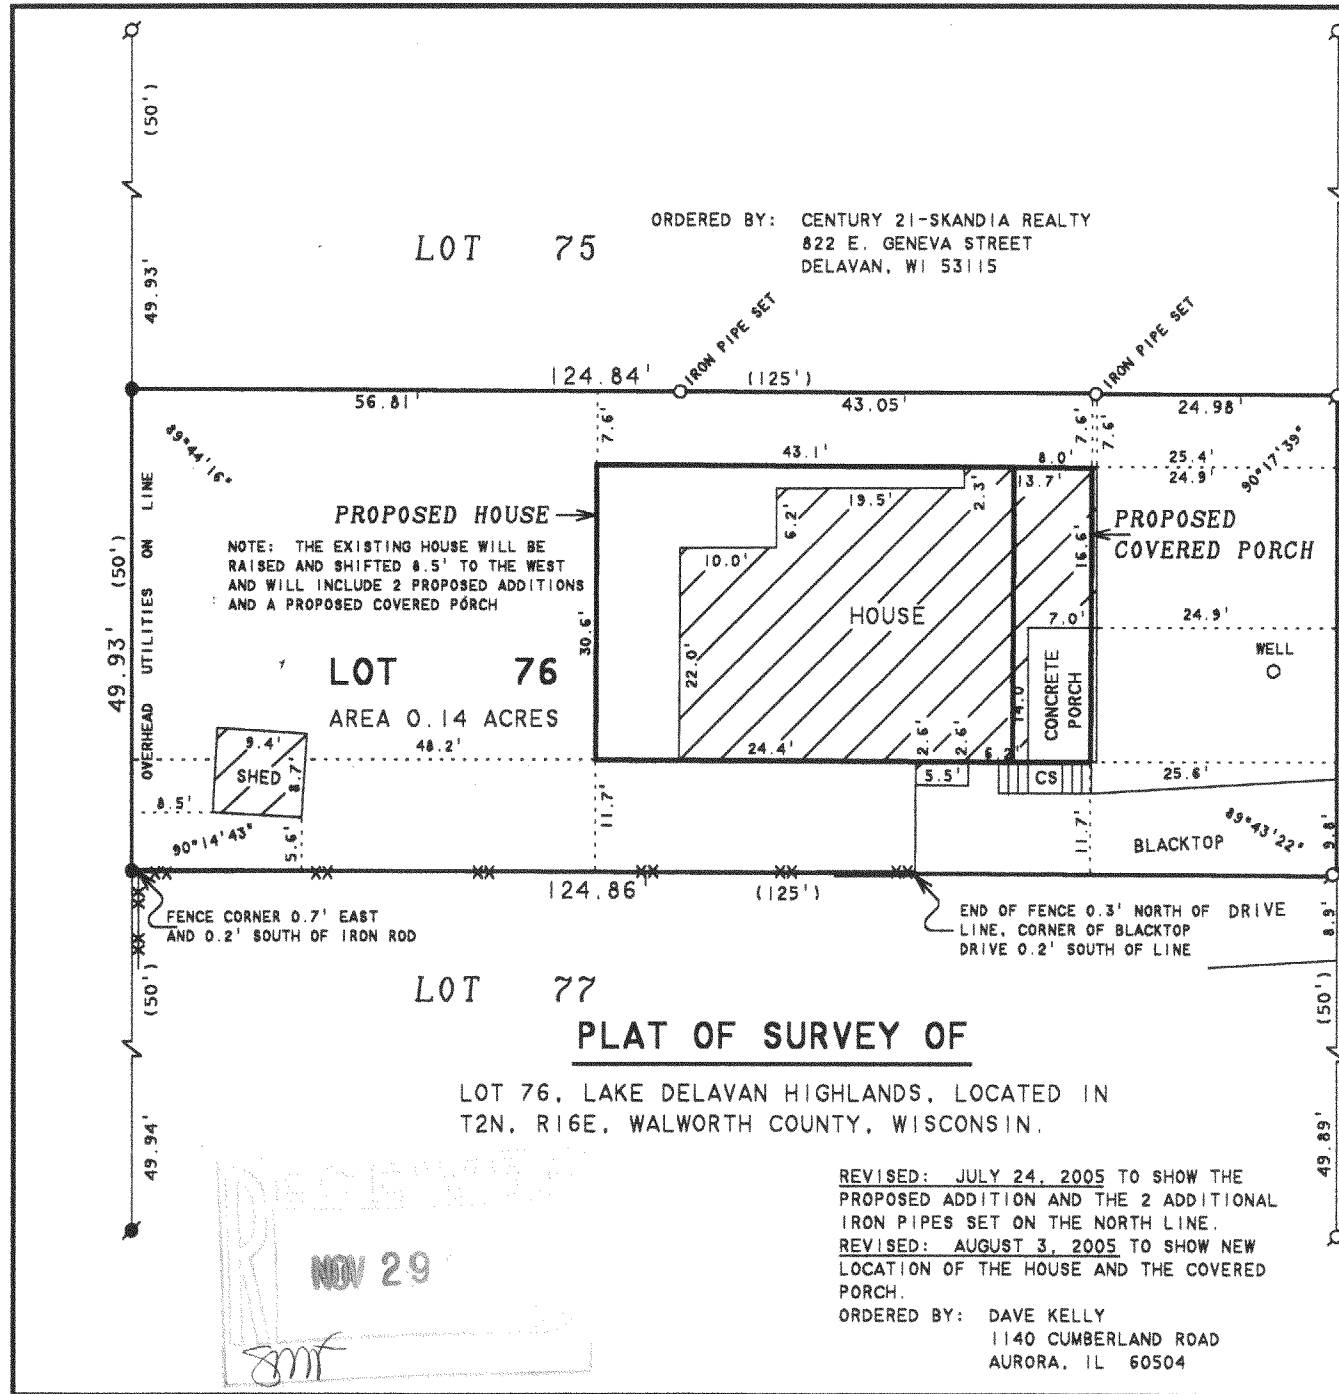 (50')
49.93'
LOT 75
ORDERED BY: CENTURY 21-SKANDIA REALTY
822 E. GENEVA STREET
DELAVAN, WI 53115
IRON PIPE SET
IRON PIPE SET
124.84' (125')
56.81' 43.05' 24.98'
89°44'16"
7.6'
7.6'
7.6'
43.1' 8.0' 25.4'
24.9'
90°17'39"
19.5'
2.3'
13.7'
6.2'
16.6'
PROPOSED HOUSE
PROPOSED
COVERED PORCH
NOTE: THE EXISTING HOUSE WILL BE
RAISED AND SHIFTED 8.5' TO THE WEST
AND WILL INCLUDE 2 PROPOSED ADDITIONS
AND A PROPOSED COVERED PORCH
OVERHEAD UTILITIES ON LINE
49.93' (50')
10.0'
HOUSE
7.0' 24.9'
WELL
30.6'
22.0'
14.0'
CONCRETE
PORCH
LOT 76
AREA 0.14 ACRES
9.4'
SHED
8.7'
48.2'
24.4'
2.6'
2.6'
5.5'
CS
25.6'
8.5'
90°14'43"
5.6'
11.7'
11.7'
BLACKTOP
89°43'22"
9.8'
124.86' (125')
FENCE CORNER 0.7' EAST
AND 0.2' SOUTH OF IRON ROD
END OF FENCE 0.3' NORTH OF
LINE, CORNER OF BLACKTOP
DRIVE 0.2' SOUTH OF LINE
DRIVE
8.9'
(50')
(50')
LOT 77
PLAT OF SURVEY OF
LOT 76, LAKE DELAVAN HIGHLANDS, LOCATED IN
T2N, R16E, WALWORTH COUNTY, WISCONSIN.
49.94'
49.89'
NOV 29
REVISED: JULY 24, 2005 TO SHOW THE
PROPOSED ADDITION AND THE 2 ADDITIONAL
IRON PIPES SET ON THE NORTH LINE.
REVISED: AUGUST 3, 2005 TO SHOW NEW
LOCATION OF THE HOUSE AND THE COVERED
PORCH.
ORDERED BY: DAVE KELLY
1140 CUMBERLAND ROAD
AURORA, IL 60504